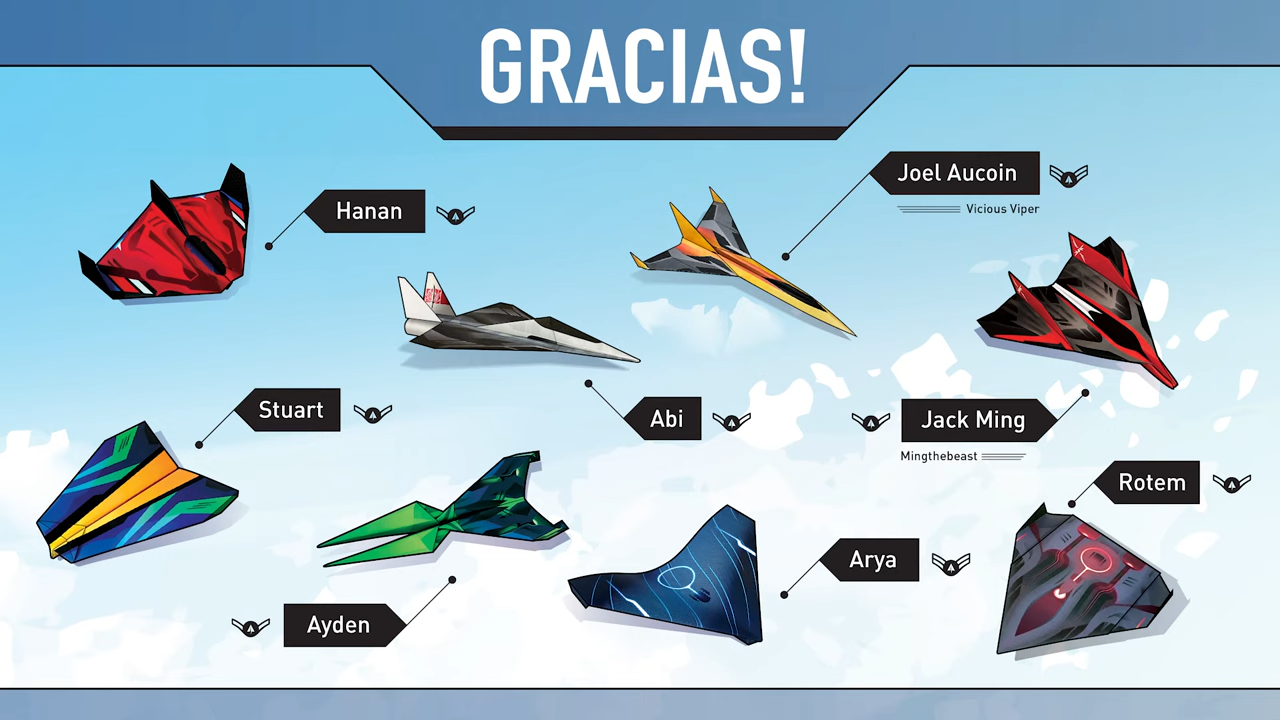 GRACIAS!
Joel Aucoin
Vicious Viper
Hanan
Stuart
Abi
Jack Ming
Mingthebeast
Rotem
Arya
Ayden